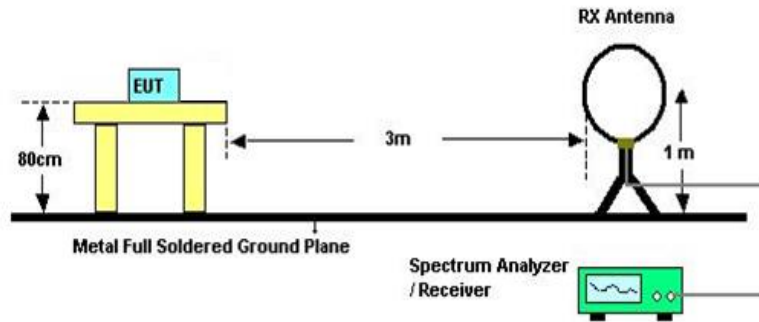 RX Antenna
EUT
3m
80cm
1 m
Metal Full Soldered Ground Plane
Spectrum Analyzer
/ Receiver